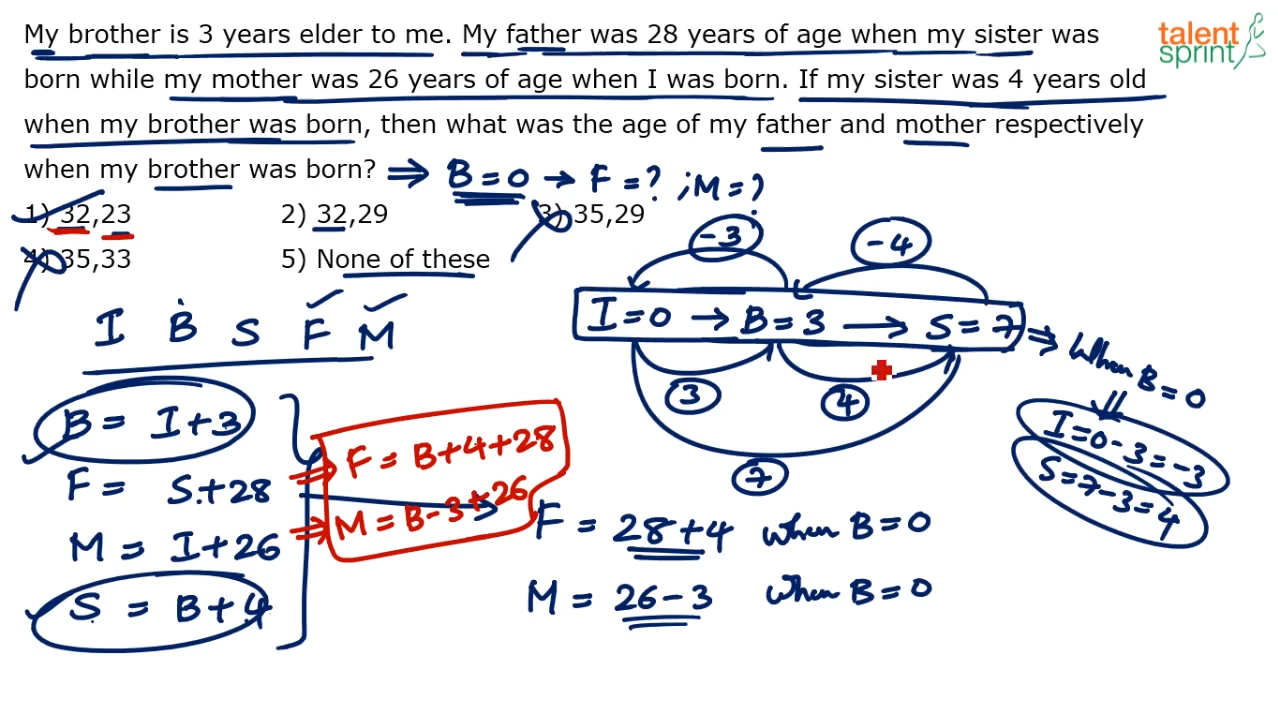 My brother is 3 years elder to me. My father was 28 years of age when my sister was
born while my mother was 26 years of age when I was born. If my sister was 4 years old
when my brother was born, then what was the age of my father and mother respectively
when my brother was born? ⇒ B=0 → F=? ; M=?
talent
sprint
1) 32,23 2) 32,29 3) 35,29
4) 35,33 5) None of these
-3 -4
I=0 → B=3 → S=7 ⇒ When B=0
3 4
7
I=0-3=-3
S=7-3=4
I B S F M
B = I+3
F = S+28 ⇒ F = B+4+28
M = I+26 ⇒ M = B-3+26
S = B+4
F = 28+4 when B=0
M = 26-3 when B=0